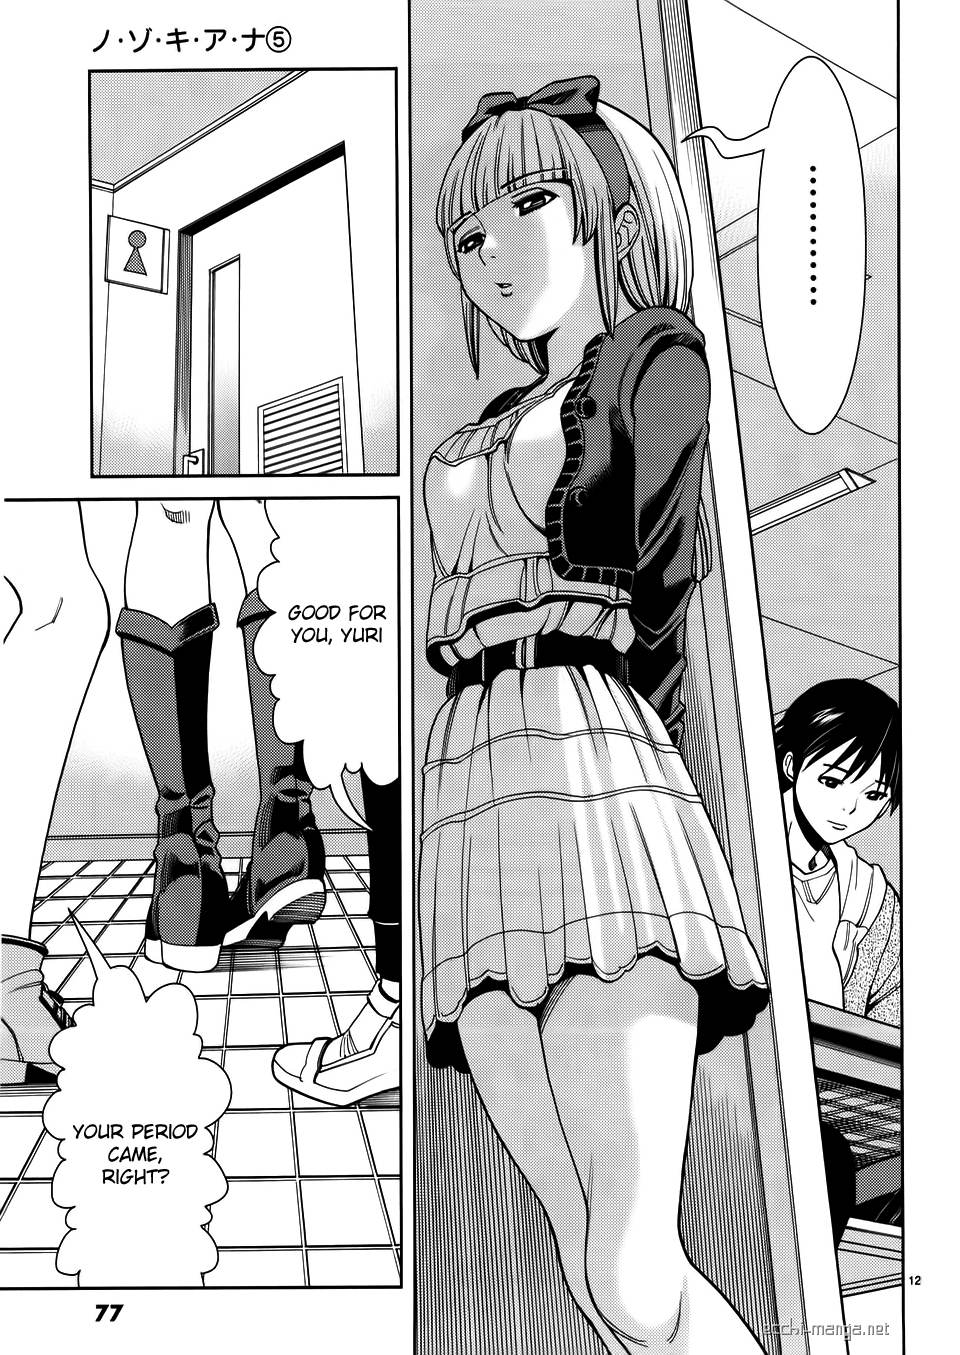 ノ・ゾ・キ・ア・ナ⑤
…………
GOOD FOR
YOU, YURI
YOUR PERIOD
CAME,
RIGHT?
77
12
ecchi-manga.net